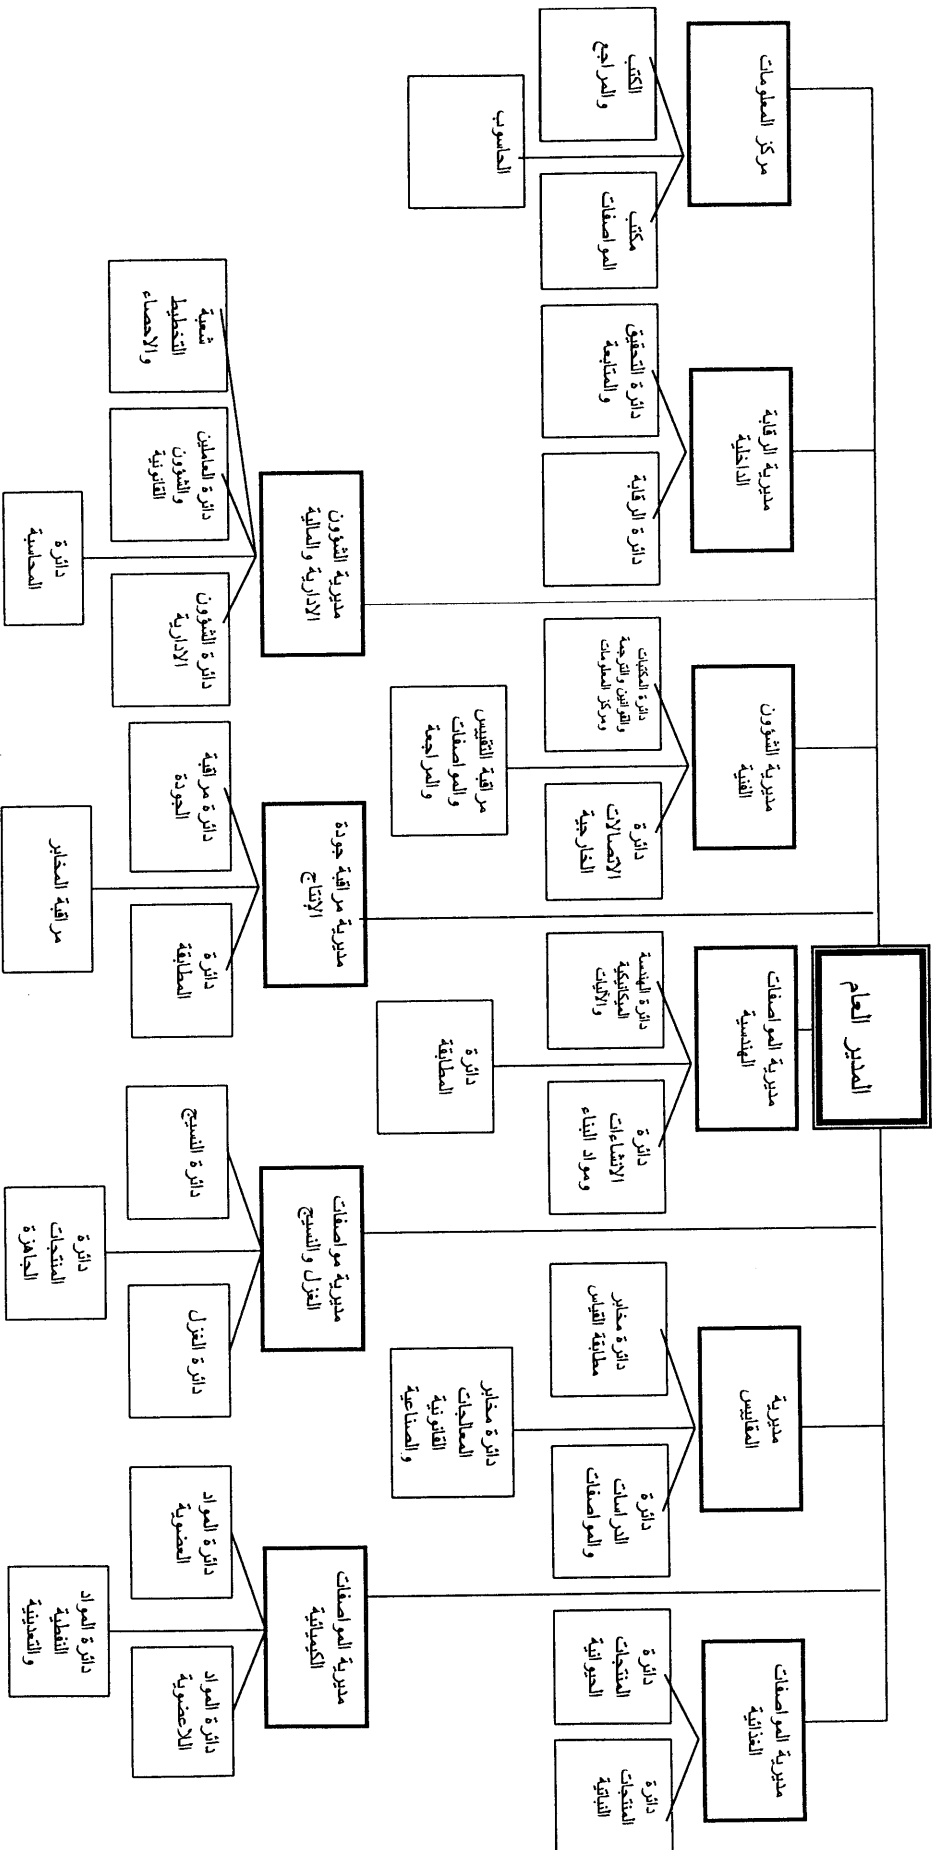 المدير العام
مديرية المواصفات
الغذائية
دائرة
المنتجات
النباتية
دائرة
المنتجات
الحيوانية
مديرية
المقاييس
دائرة
الدراسات
والمواصفات
دائرة مخابر
المعالجات
القانونية
والصناعية
دائرة مخابر
مطابقة القياس
مديرية المواصفات
الهندسية
دائرة
الانشاءات
ومواد البناء
دائرة
المطابقة
دائرة الهندسة
الميكانيكية
والآليات
مديرية الشؤون
الفنية
دائرة
الاتصالات
الخارجية
مراقبة التقييس
والمواصفات
والمراجعة
دائرة المكتبات
والقوانين والترجمة
ومركز المعلومات
مديرية الرقابة
الداخلية
دائرة الرقابة
دائرة التحقيق
والمتابعة
مركز المعلومات
مكتب
المواصفات
الحاسوب
الكتب
والمراجع
مديرية المواصفات
الكيميائية
دائرة المواد
اللاعضوية
دائرة المواد
النفطية
والتعدينية
دائرة المواد
العضوية
مديرية مواصفات
الغزل والنسيج
دائرة الغزل
دائرة
المنتجات
الجاهزة
دائرة النسيج
مديرية مراقبة جودة
الإنتاج
دائرة
المطابقة
مراقبة المخابر
دائرة مراقبة
الجودة
مديرية الشؤون
الادارية والمالية
دائرة الشؤون
الادارية
دائرة
المحاسبة
دائرة العاملين
والشؤون
القانونية
شعبة
التخطيط
والاحصاء